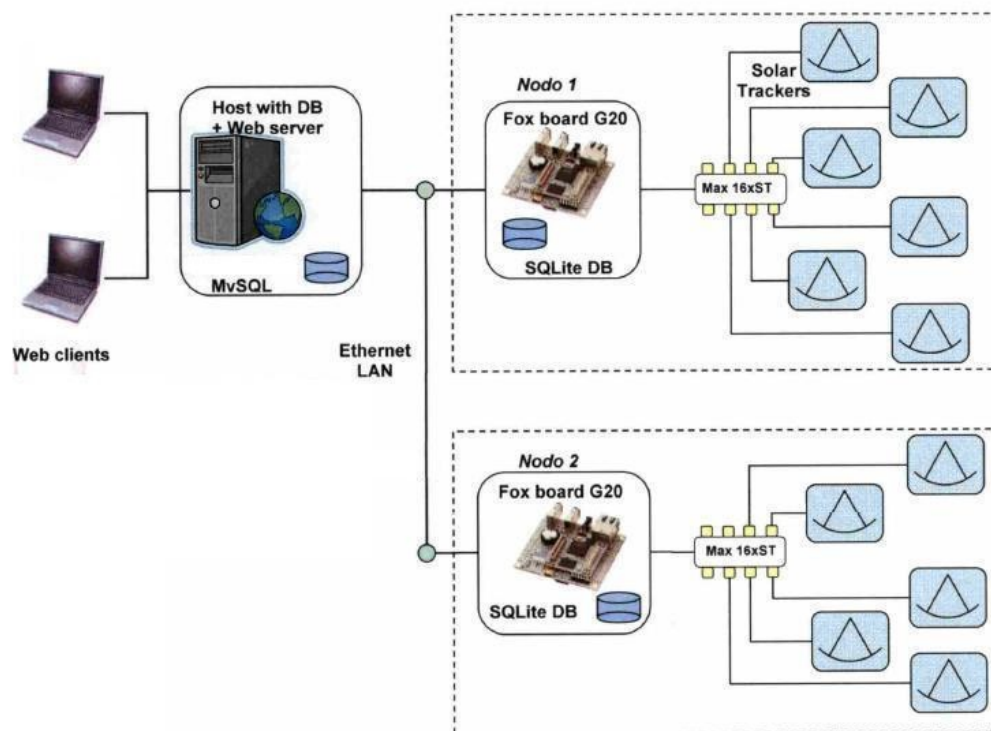 Nodo 1
Solar
Trackers
Host with DB
+ Web server
Fox board G20
Max 16xST
SQLite DB
MvSQL
Web clients
Ethernet
LAN
Nodo 2
Fox board G20
Max 16xST
SQLite DB